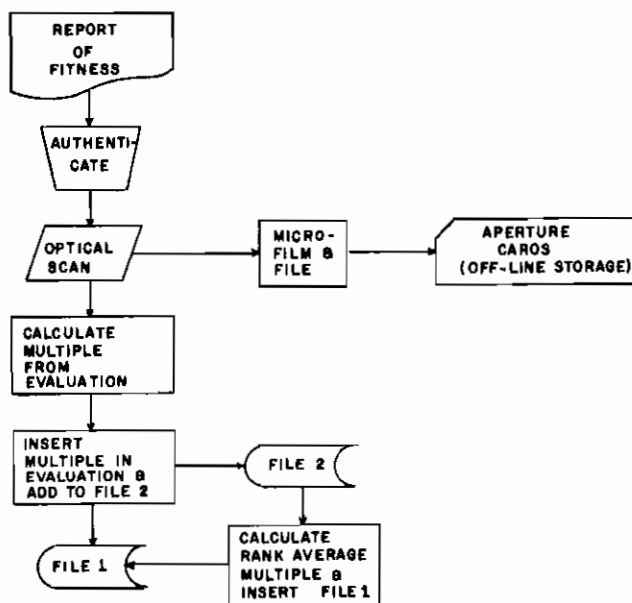 REPORT
OF
FITNESS
AUTHENTI-
CATE
OPTICAL
SCAN
MICRO-
FILM &
FILE
APERTURE
CAROS
(OFF-LINE STORAGE)
CALCULATE
MULTIPLE
FROM
EVALUATION
INSERT
MULTIPLE IN
EVALUATION &
ADD TO FILE 2
FILE 2
CALCULATE
RANK AVERAGE
MULTIPLE &
INSERT FILE 1
FILE 1